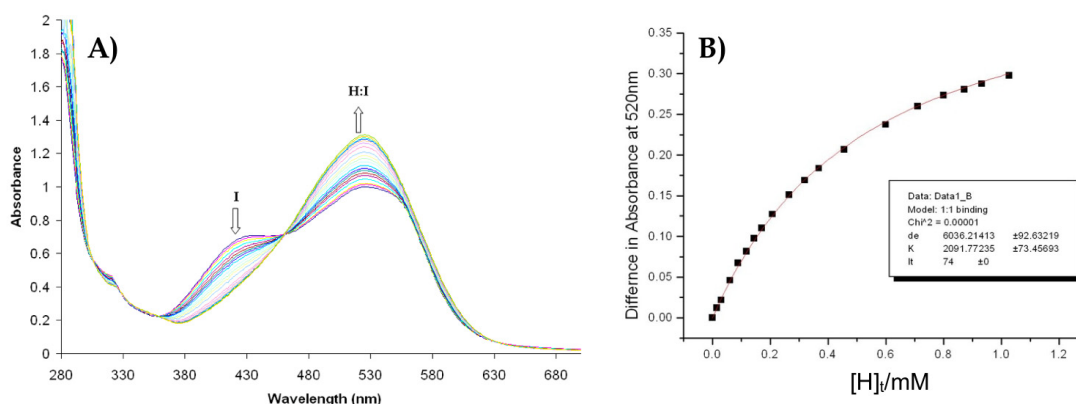 A)
H:I
I
Absorbance
2
1.8
1.6
1.4
1.2
1
0.8
0.6
0.4
0.2
0
280 330 380 430 480 530 580 630 680
Wavelength (nm)
B)
Differnce in Absorbance at 520nm
0.35
0.30
0.25
0.20
0.15
0.10
0.05
0.00
0.0 0.2 0.4 0.6 0.8 1.0 1.2
[H]t/mM
Data: Data1_B
Model: 1:1 binding
Chi^2 = 0.00001
de 6036.21413 ±92.63219
K 2091.77235 ±73.45693
It 74 ±0